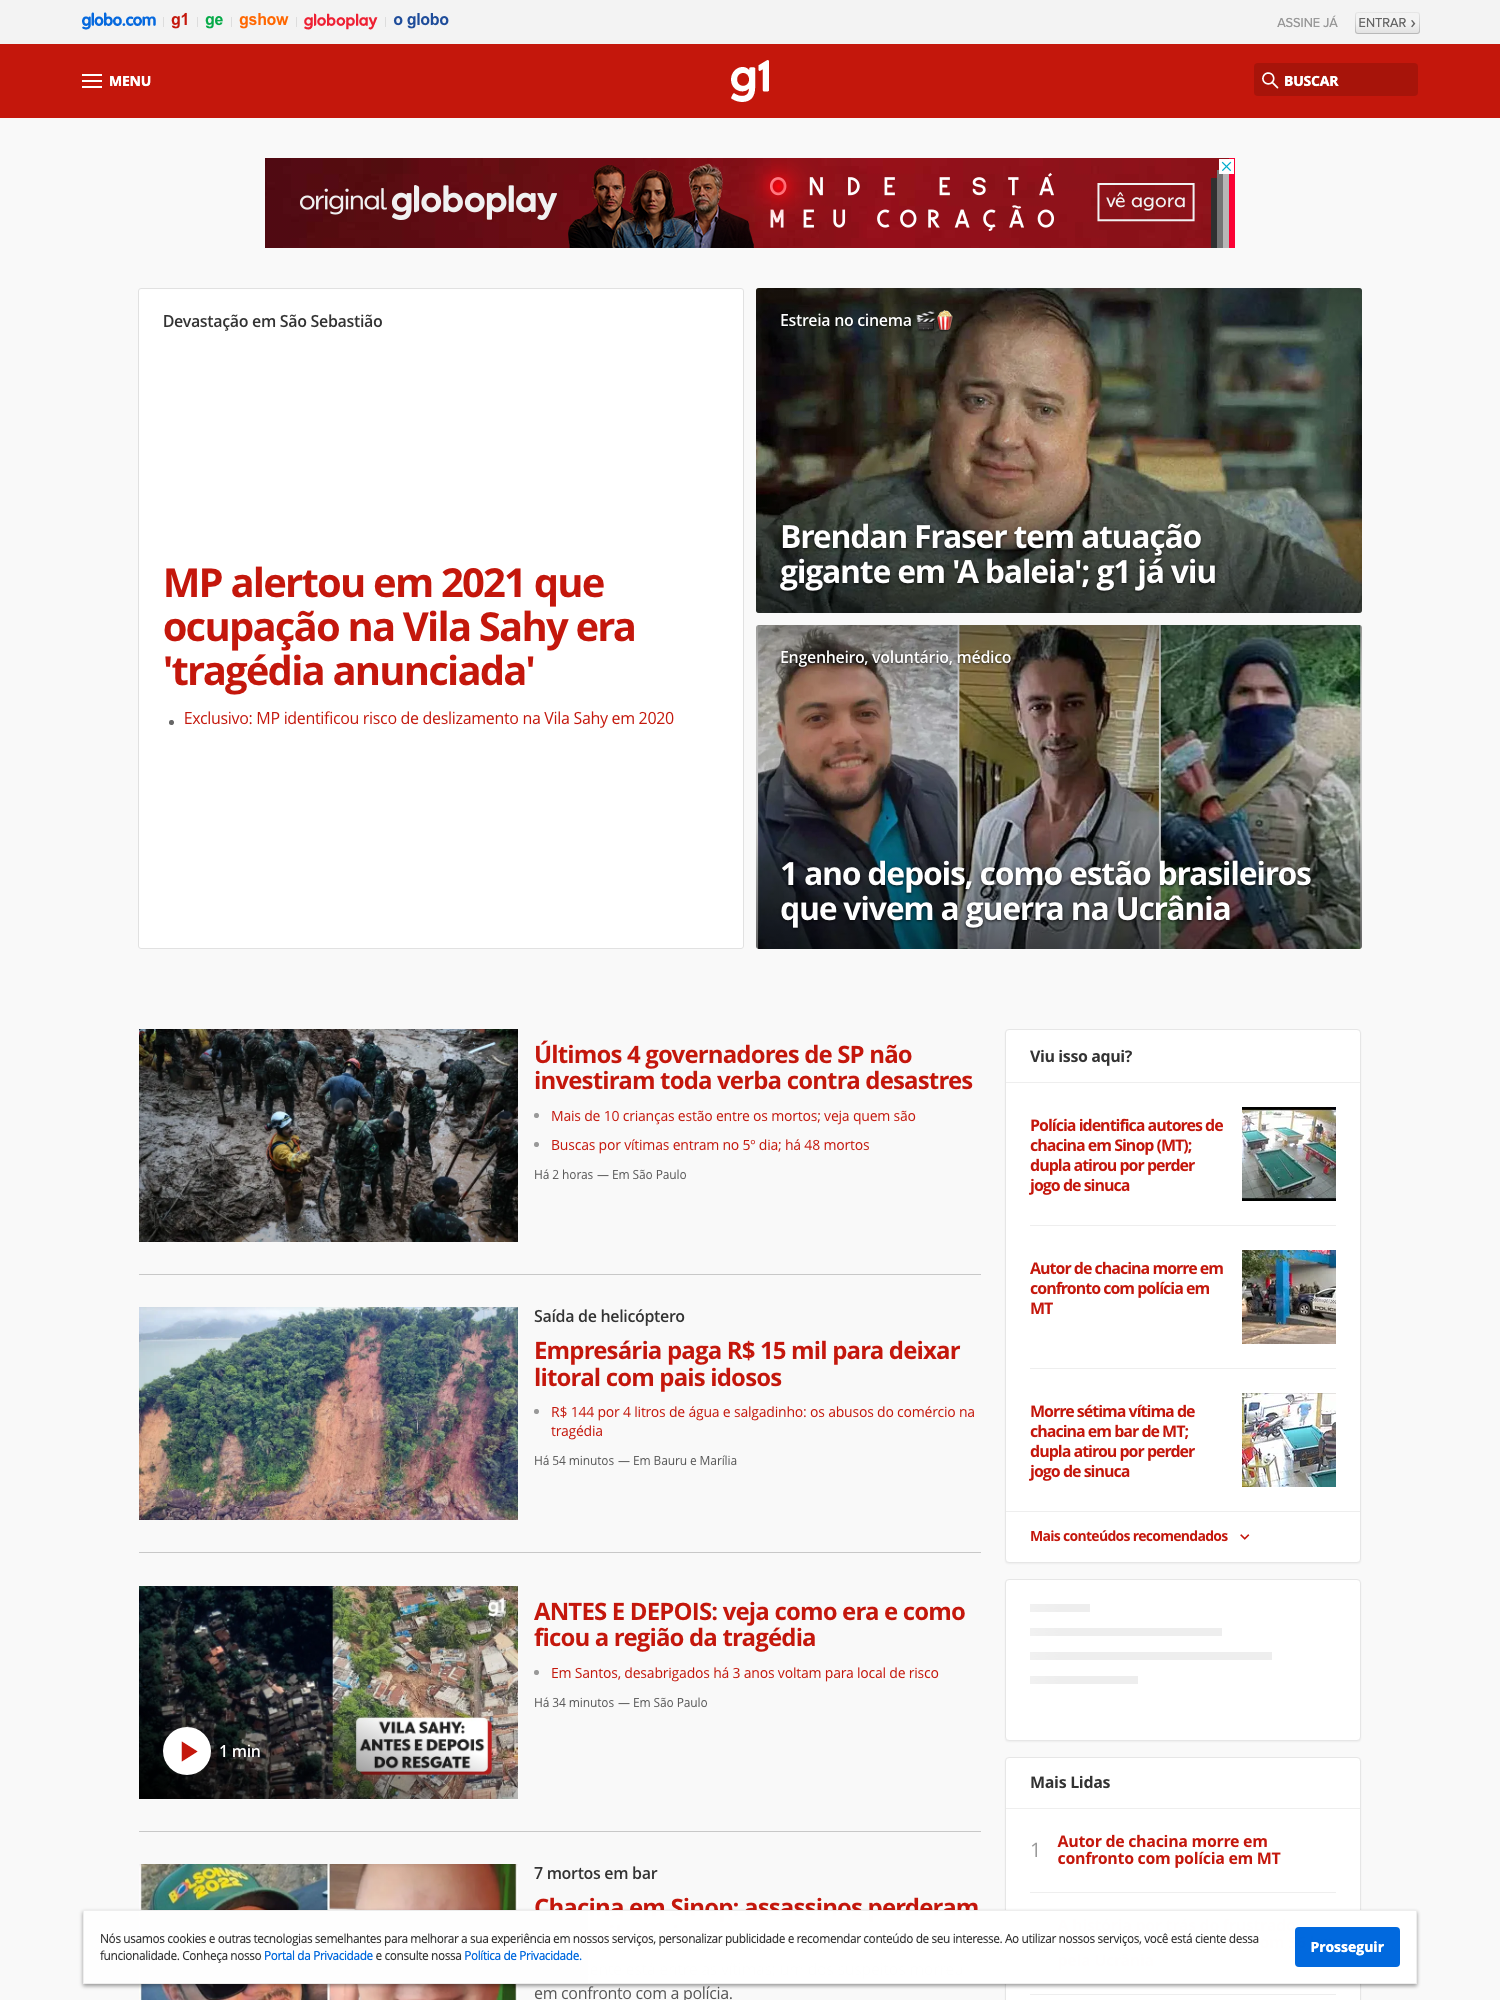 globo.com g1 ge gshow globoplay o globo
ASSINE JÁ ENTRAR ›
MENU
g1
BUSCAR
original globoplay
ONDE ESTÁ
MEU CORAÇÃO
vê agora
Devastação em São Sebastião
MP alertou em 2021 que
ocupação na Vila Sahy era
'tragédia anunciada'
Exclusivo: MP identificou risco de deslizamento na Vila Sahy em 2020
Estreia no cinema 🎬🍿
Brendan Fraser tem atuação
gigante em 'A baleia'; g1 já viu
Engenheiro, voluntário, médico
1 ano depois, como estão brasileiros
que vivem a guerra na Ucrânia
Últimos 4 governadores de SP não
investiram toda verba contra desastres
Mais de 10 crianças estão entre os mortos; veja quem são
Buscas por vítimas entram no 5º dia; há 48 mortos
Há 2 horas — Em São Paulo
Saída de helicóptero
Empresária paga R$ 15 mil para deixar
litoral com pais idosos
R$ 144 por 4 litros de água e salgadinho: os abusos do comércio na
tragédia
Há 54 minutos — Em Bauru e Marília
g1
VILA SAHY:
ANTES E DEPOIS
DO RESGATE
1 min
ANTES E DEPOIS: veja como era e como
ficou a região da tragédia
Em Santos, desabrigados há 3 anos voltam para local de risco
Há 34 minutos — Em São Paulo
BOLSONARO
2022
7 mortos em bar
Chacina em Sinop: assassinos perderam
em confronto com a polícia.
Viu isso aqui?
Polícia identifica autores de
chacina em Sinop (MT);
dupla atirou por perder
jogo de sinuca
Autor de chacina morre em
confronto com polícia em
MT
Morre sétima vítima de
chacina em bar de MT;
dupla atirou por perder
jogo de sinuca
Mais conteúdos recomendados
Mais Lidas
1 Autor de chacina morre em
confronto com polícia em MT
Nós usamos cookies e outras tecnologias semelhantes para melhorar a sua experiência em nossos serviços, personalizar publicidade e recomendar conteúdo de seu interesse. Ao utilizar nossos serviços, você está ciente dessa
funcionalidade. Conheça nosso Portal da Privacidade e consulte nossa Política de Privacidade.
Prosseguir